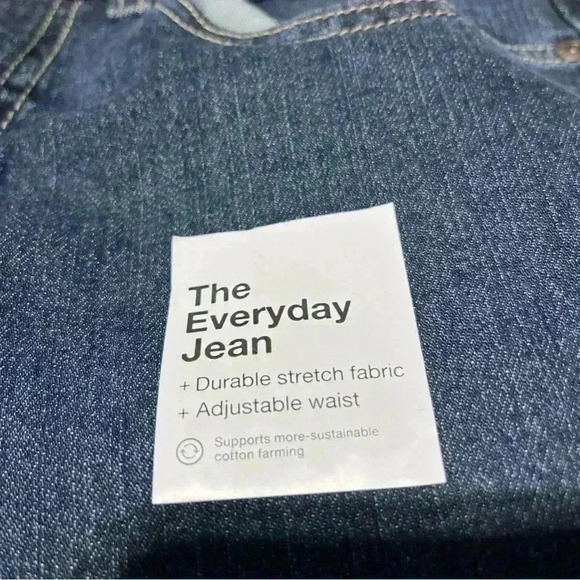 The
Everyday
Jean
+ Durable stretch fabric
+ Adjustable waist
Supports more-sustainable
cotton farming